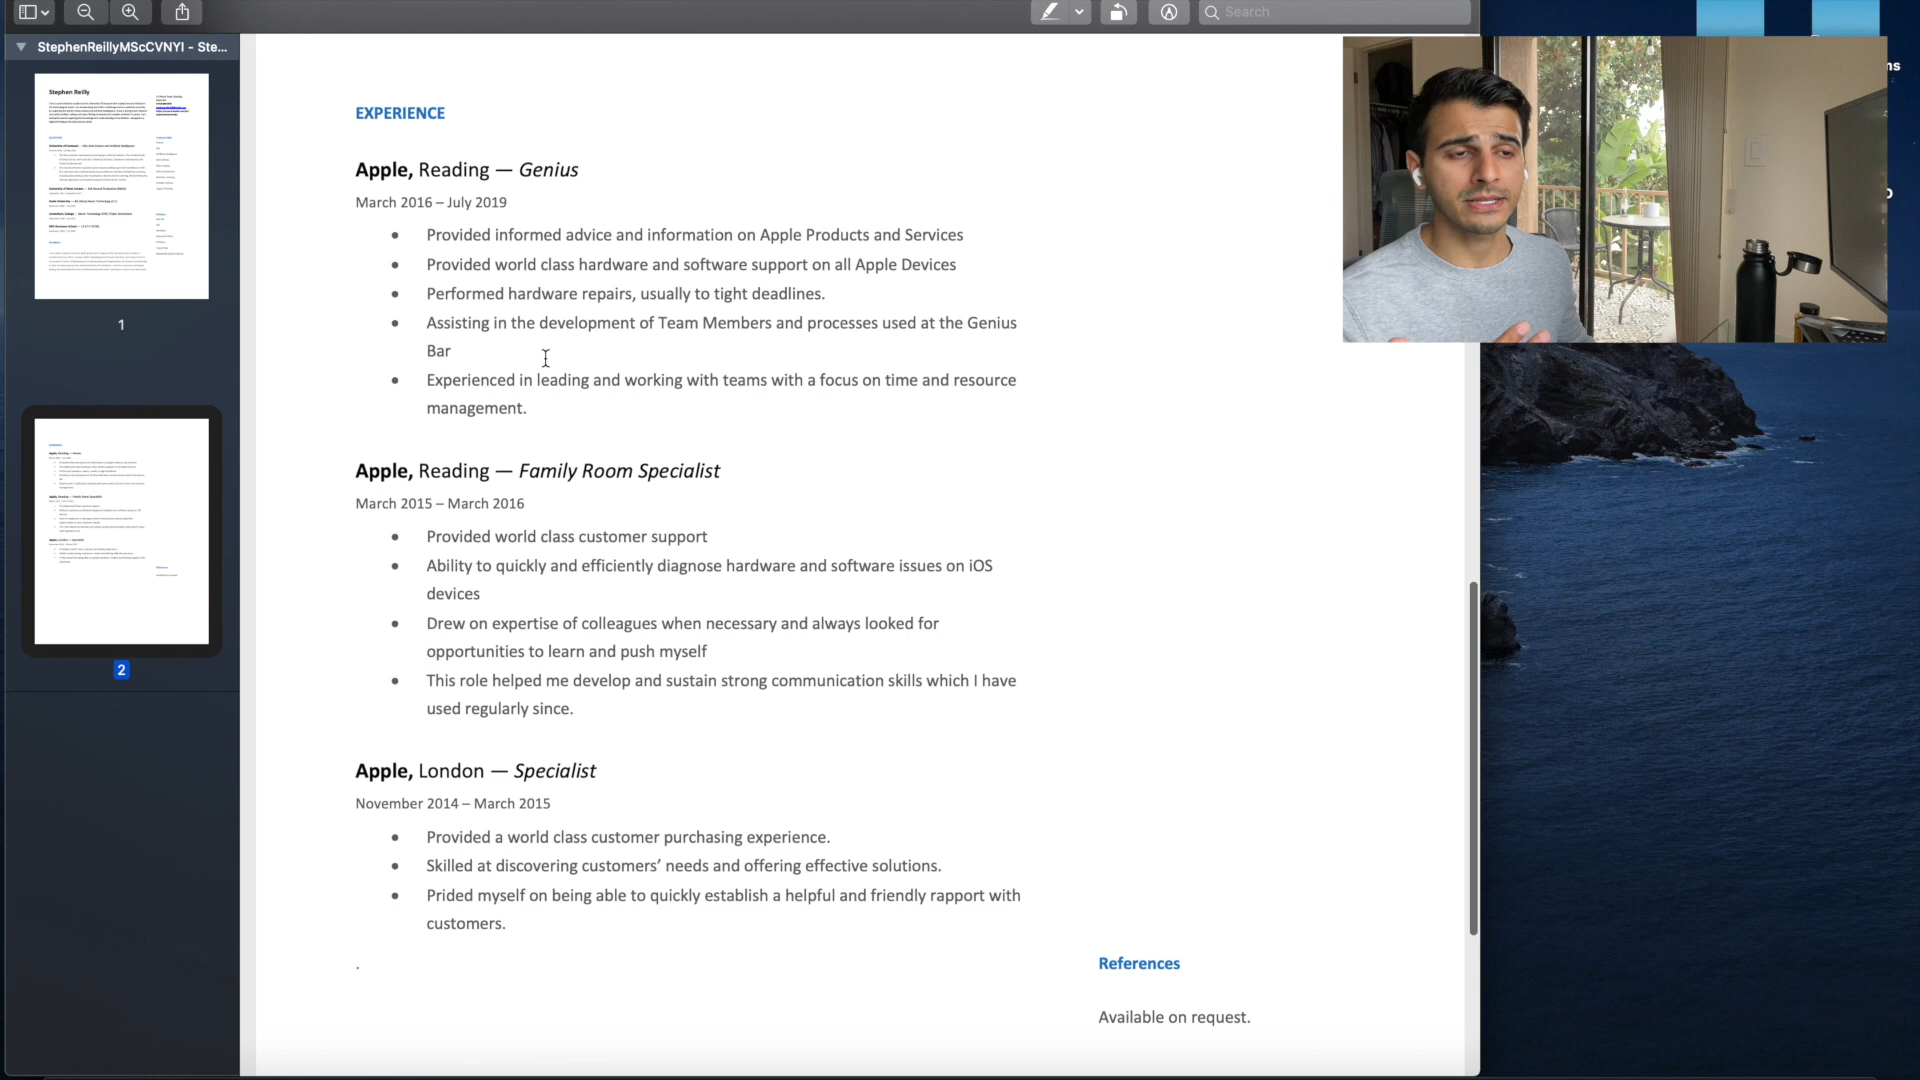 Search
StephenReillyMScCVNYI - Ste...
Stephen Reilly
1
2
EXPERIENCE
Apple, Reading — Genius
March 2016 – July 2019
• Provided informed advice and information on Apple Products and Services
• Provided world class hardware and software support on all Apple Devices
• Performed hardware repairs, usually to tight deadlines.
• Assisting in the development of Team Members and processes used at the Genius
Bar
• Experienced in leading and working with teams with a focus on time and resource
management.
Apple, Reading — Family Room Specialist
March 2015 – March 2016
• Provided world class customer support
• Ability to quickly and efficiently diagnose hardware and software issues on iOS
devices
• Drew on expertise of colleagues when necessary and always looked for
opportunities to learn and push myself
• This role helped me develop and sustain strong communication skills which I have
used regularly since.
Apple, London — Specialist
November 2014 – March 2015
• Provided a world class customer purchasing experience.
• Skilled at discovering customers’ needs and offering effective solutions.
• Prided myself on being able to quickly establish a helpful and friendly rapport with
customers.
.
References
Available on request.